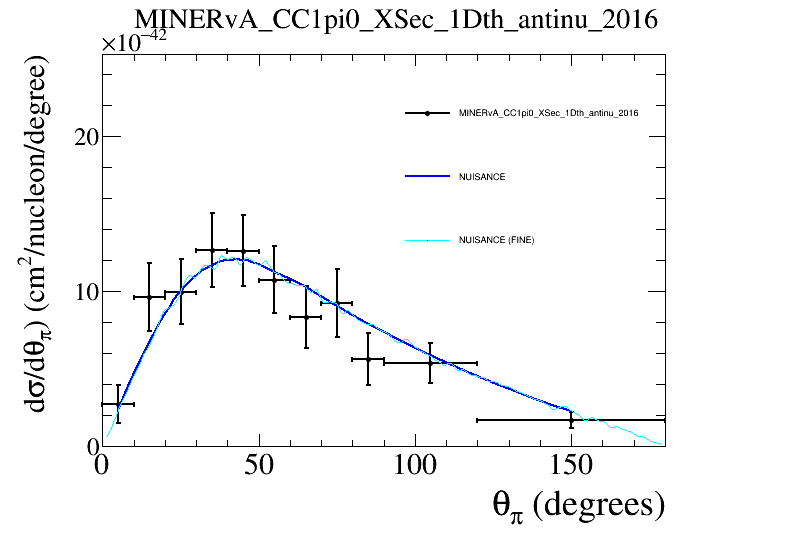 MINERvA_CC1pi0_XSec_1Dth_antinu_2016
×10⁻⁴²
dσ/dθπ) (cm²/nucleon/degree)
20
10
0
MINERvA_CC1pi0_XSec_1Dth_antinu_2016
NUISANCE
NUISANCE (FINE)
0 50 100 150
θπ (degrees)